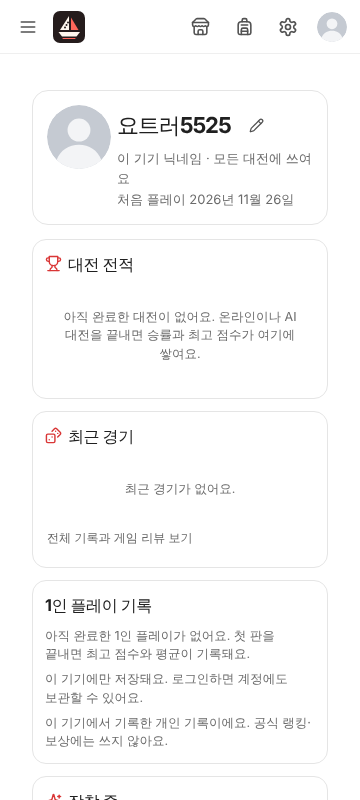 요트러5525
이 기기 닉네임 · 모든 대전에 쓰여
요
처음 플레이 2026년 11월 26일
대전 전적
아직 완료한 대전이 없어요. 온라인이나 AI
대전을 끝내면 승률과 최고 점수가 여기에
쌓여요.
최근 경기
최근 경기가 없어요.
전체 기록과 게임 리뷰 보기
1인 플레이 기록
아직 완료한 1인 플레이가 없어요. 첫 판을
끝내면 최고 점수와 평균이 기록돼요.
이 기기에만 저장돼요. 로그인하면 계정에도
보관할 수 있어요.
이 기기에서 기록한 개인 기록이에요. 공식 랭킹·
보상에는 쓰지 않아요.